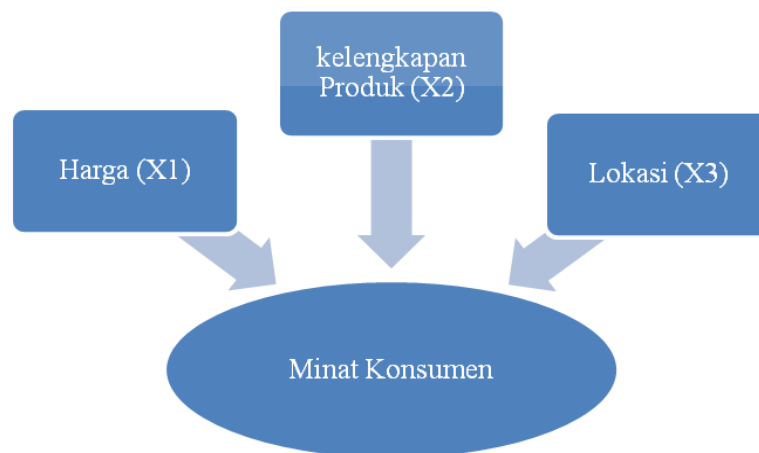 kelengkapan
Produk (X2)
Harga (X1)
Lokasi (X3)
Minat Konsumen